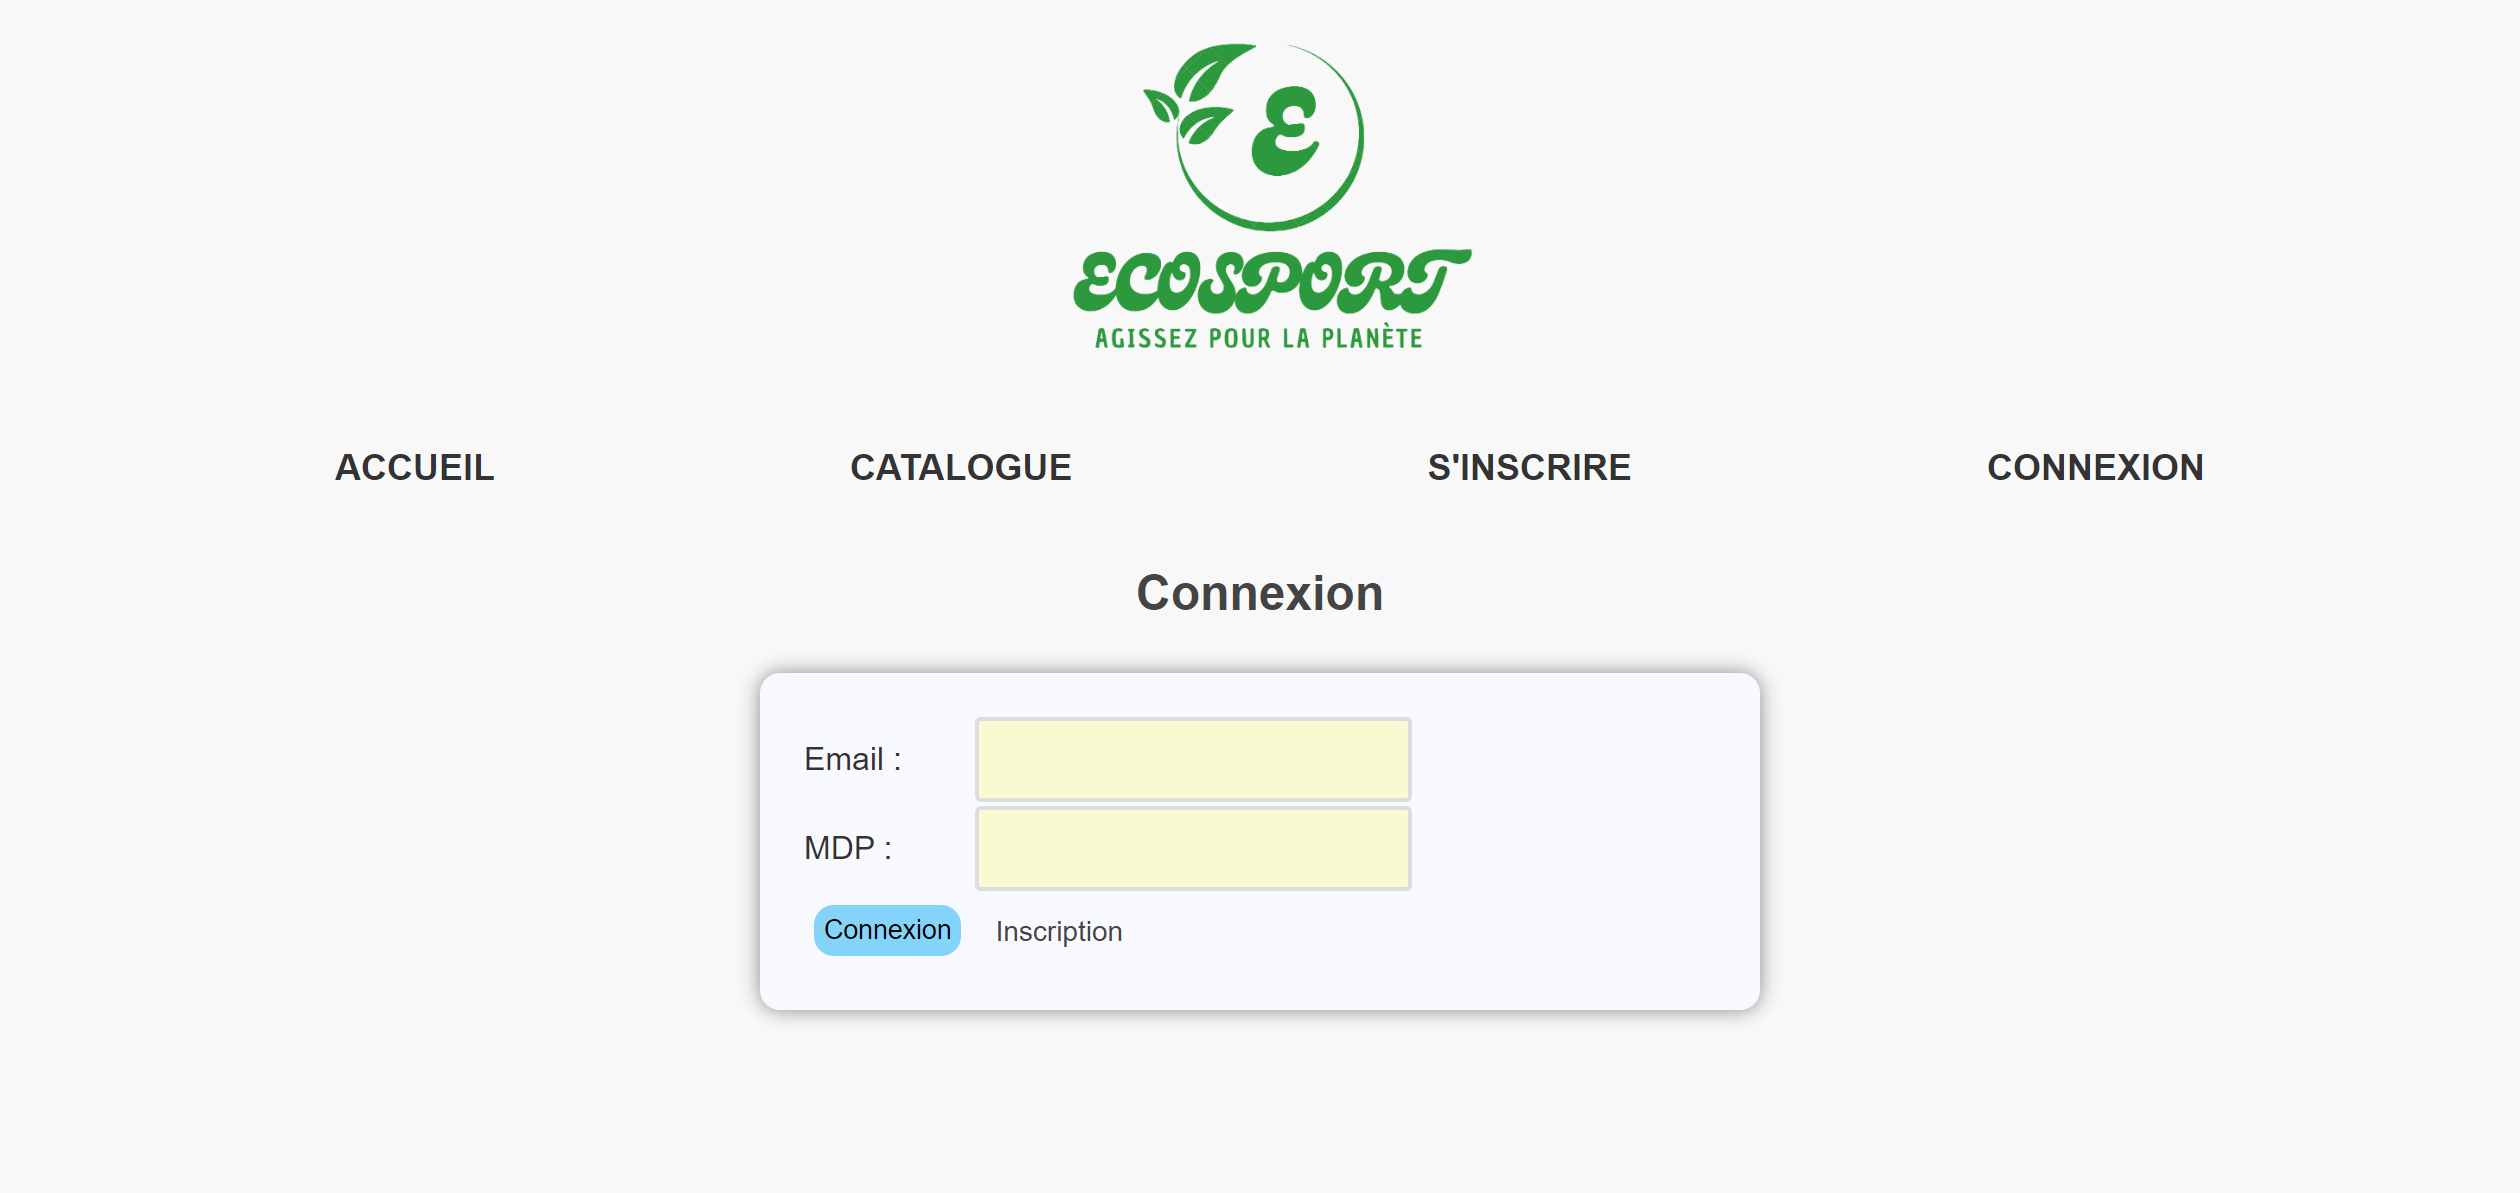 E
ECOSPORT
AGISSEZ POUR LA PLANÈTE
ACCUEIL CATALOGUE S'INSCRIRE CONNEXION
Connexion
Email :
MDP :
Connexion Inscription